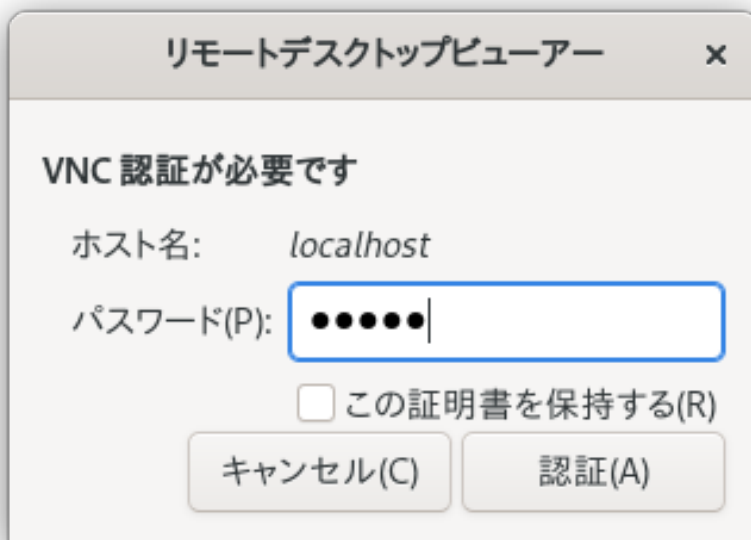 リモートデスクトップビューアー ×
VNC 認証が必要です
ホスト名: localhost
パスワード(P): ●●●●●
この証明書を保持する(R)
キャンセル(C) 認証(A)